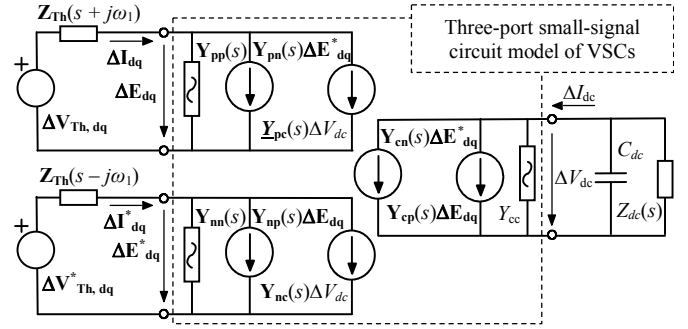 Z_Th(s + jω₁)
Three-port small-signal
circuit model of VSCs
ΔI_dq
Y_pp(s)
Y_pn(s)ΔE*_dq
+
ΔE_dq
ΔV_Th, dq
Y_pc(s)ΔV_dc
ΔI_dc
Y_cn(s)ΔE*_dq
C_dc
Z_Th(s−jω₁)
ΔV_dc
ΔI*_dq
Y_nn(s)
Y_np(s)ΔE_dq
Y_cp(s)ΔE_dq
Y_cc
Z_dc(s)
+
ΔE*_dq
ΔV*_Th, dq
Y_nc(s)ΔV_dc